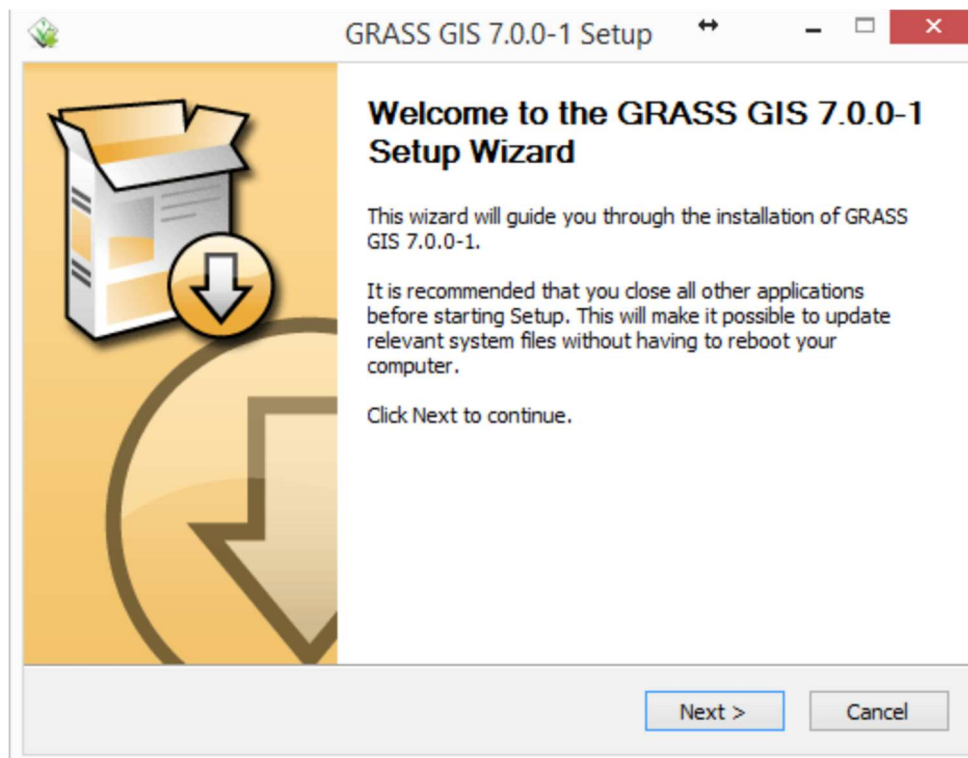 GRASS GIS 7.0.0-1 Setup
Welcome to the GRASS GIS 7.0.0-1
Setup Wizard
This wizard will guide you through the installation of GRASS
GIS 7.0.0-1.
It is recommended that you close all other applications
before starting Setup. This will make it possible to update
relevant system files without having to reboot your
computer.
Click Next to continue.
Next > Cancel